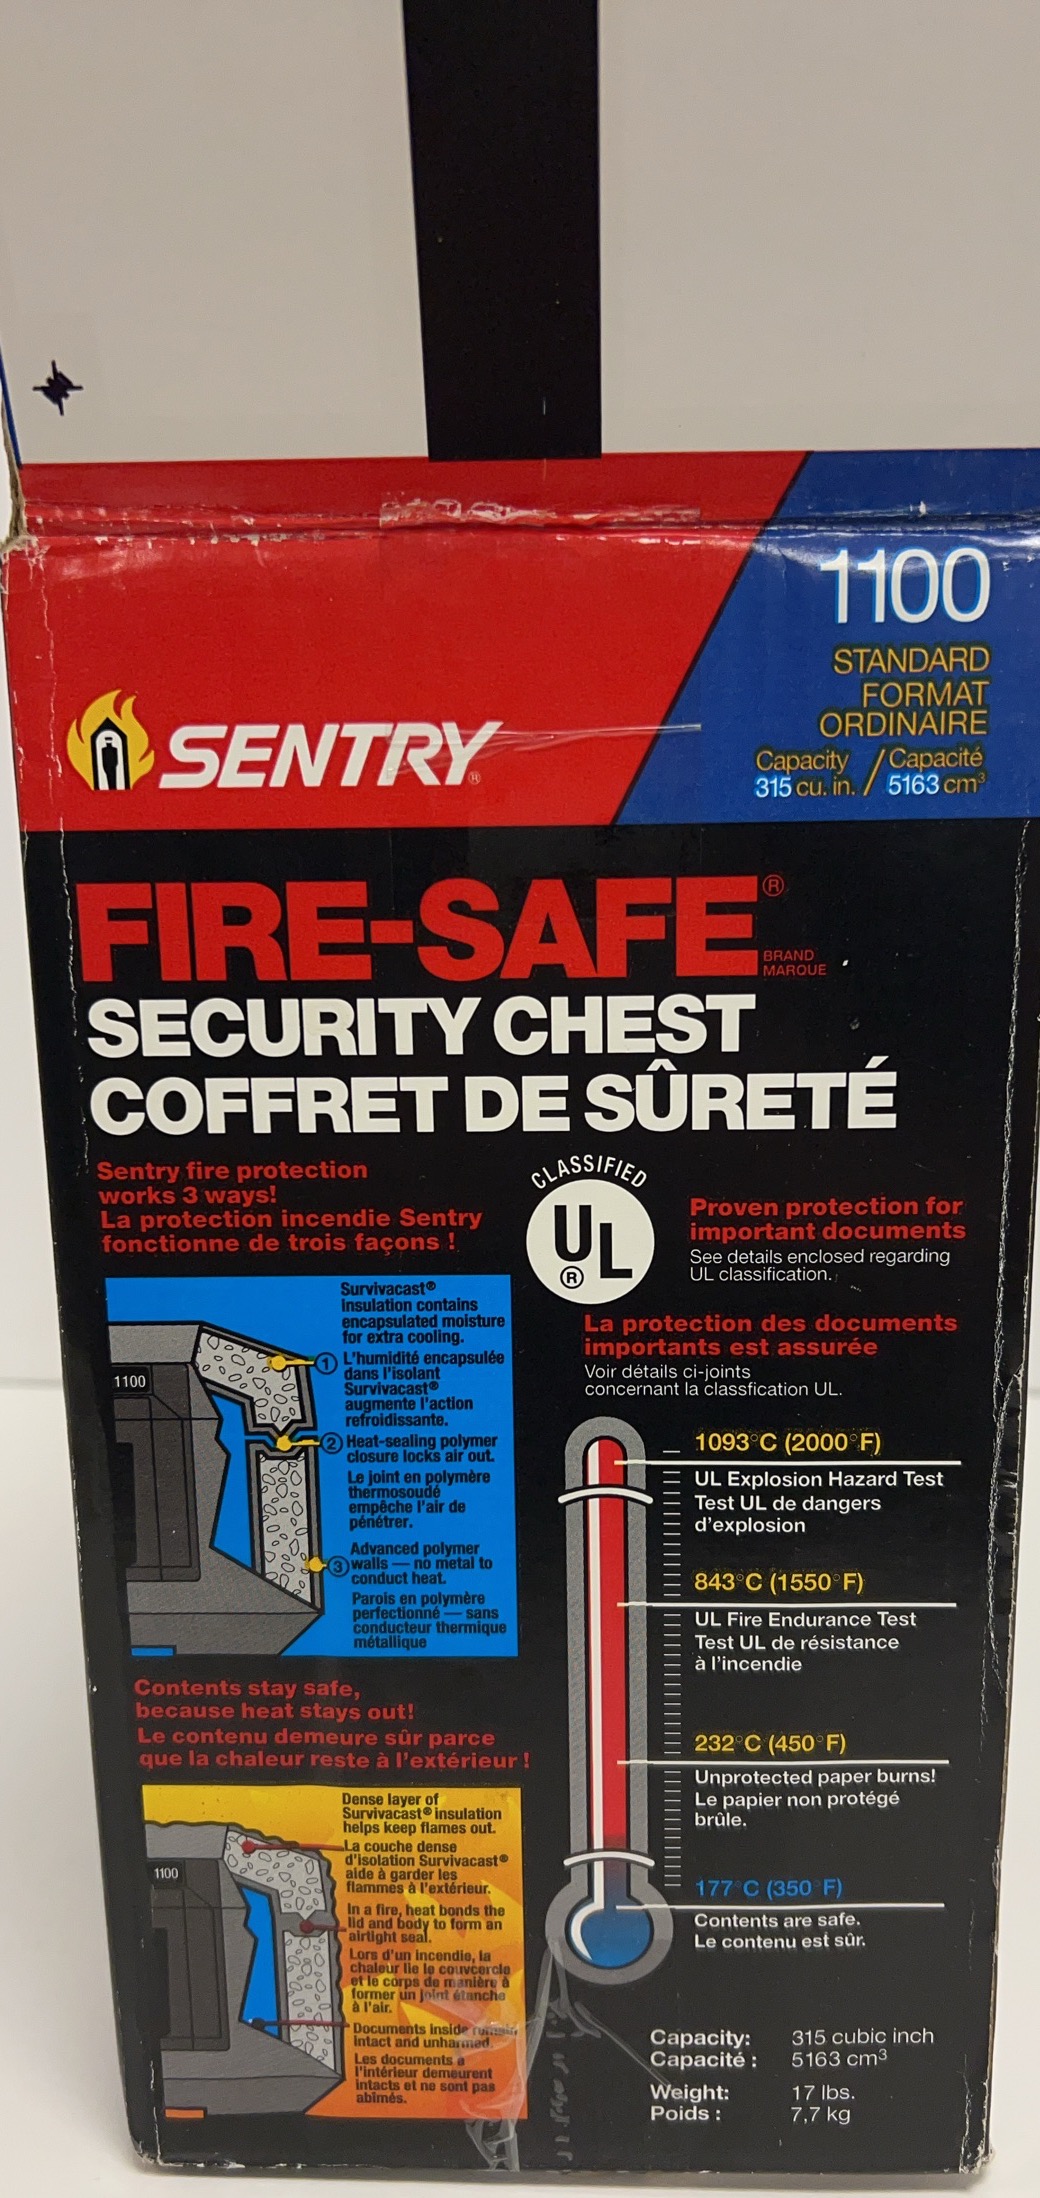 1100
STANDARD
FORMAT
ORDINAIRE
Capacity / Capacité
315 cu. in. / 5163 cm³
SENTRY®
FIRE-SAFE®
BRAND
MARQUE
SECURITY CHEST
COFFRET DE SÛRETÉ
Sentry fire protection
works 3 ways!
La protection incendie Sentry
fonctionne de trois façons !
CLASSIFIED
UL
®
Proven protection for
important documents
See details enclosed regarding
UL classification.
La protection des documents
importants est assurée
Voir détails ci-joints
concernant la classfication UL.
1100
Survivacast®
insulation contains
encapsulated moisture
for extra cooling.
1 L'humidité encapsulée
dans l'isolant
Survivacast®
augmente l'action
refroidissante.
2 Heat-sealing polymer
closure locks air out.
Le joint en polymère
thermosoudé
empêche l'air de
pénétrer.
Advanced polymer
3 walls — no metal to
conduct heat.
Parois en polymère
perfectionné — sans
conducteur thermique
métallique
Contents stay safe,
because heat stays out!
Le contenu demeure sûr parce
que la chaleur reste à l'extérieur !
1100
Dense layer of
Survivacast® insulation
helps keep flames out.
La couche dense
d'isolation Survivacast®
aide à garder les
flammes à l'extérieur.
In a fire, heat bonds the
lid and body to form an
airtight seal.
Lors d'un incendie, la
chaleur lie le couvercle
et le corps de manière à
former un joint étanche
à l'air.
Documents inside remain
intact and unharmed.
Les documents à
l'intérieur demeurent
intacts et ne sont pas
abîmés.
1093°C (2000°F)
UL Explosion Hazard Test
Test UL de dangers
d'explosion
843°C (1550°F)
UL Fire Endurance Test
Test UL de résistance
à l'incendie
232°C (450°F)
Unprotected paper burns!
Le papier non protégé
brûle.
177°C (350°F)
Contents are safe.
Le contenu est sûr.
Capacity: 315 cubic inch
Capacité : 5163 cm³
Weight: 17 lbs.
Poids : 7,7 kg